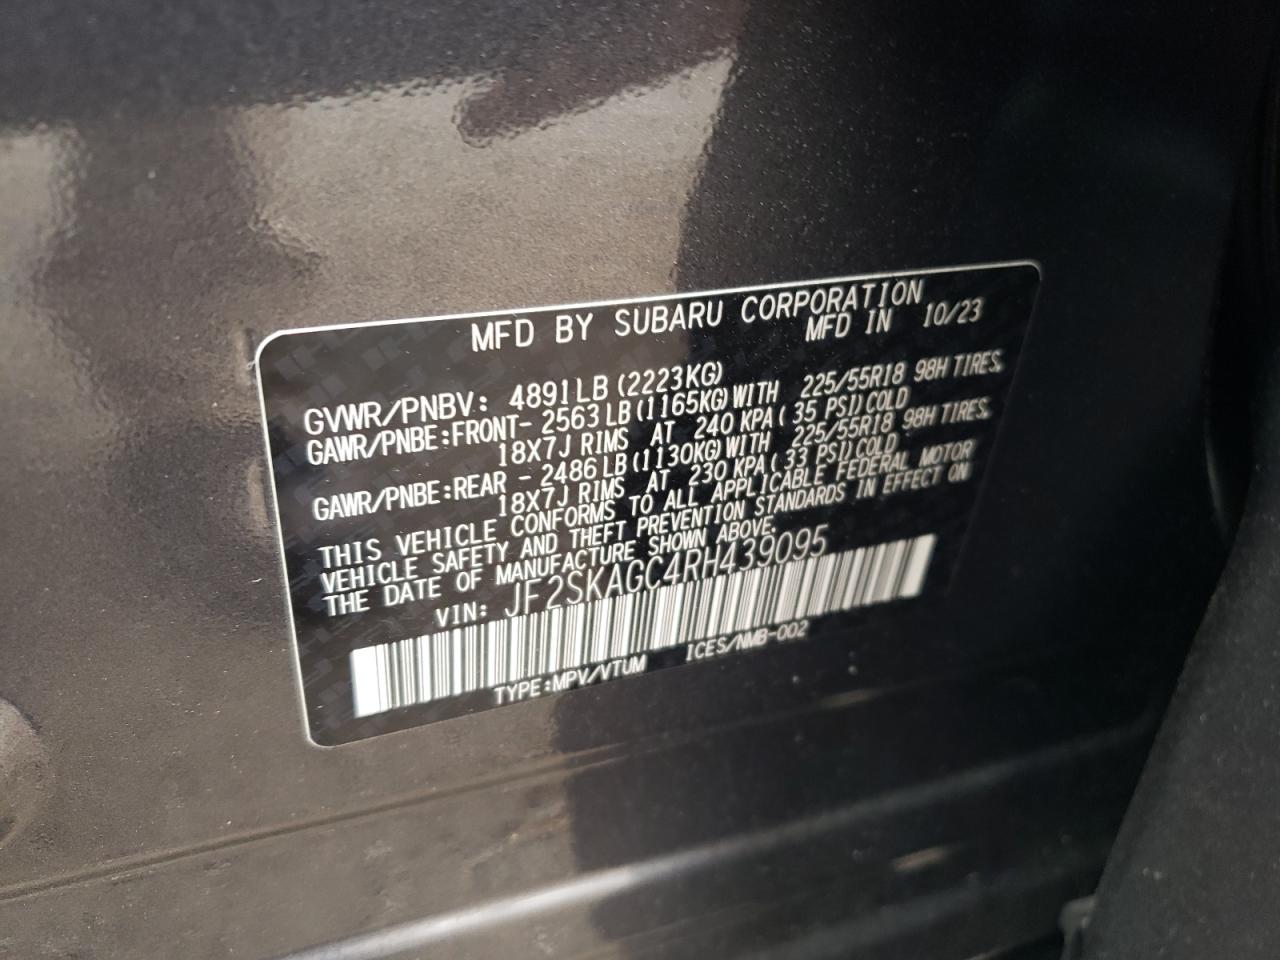 MFD BY SUBARU CORPORATION
MFD IN 10/23
GVWR/PNBV: 4891LB (2223KG)
GAWR/PNBE:FRONT- 2563LB(1165KG)WITH 225/55R18 98H TIRES,
18X7J RIMS AT 240 KPA( 35 PSI)COLD
GAWR/PNBE:REAR - 2486LB(1130KG)WITH 225/55R18 98H TIRES,
18X7J RIMS AT 230 KPA( 33 PSI)COLD.
THIS VEHICLE CONFORMS TO ALL APPLICABLE FEDERAL MOTOR
VEHICLE SAFETY AND THEFT PREVENTION STANDARDS IN EFFECT ON
THE DATE OF MANUFACTURE SHOWN ABOVE.
VIN: JF2SKAGC4RH439095
TYPE:MPV/VTUM ICES/NMB-002